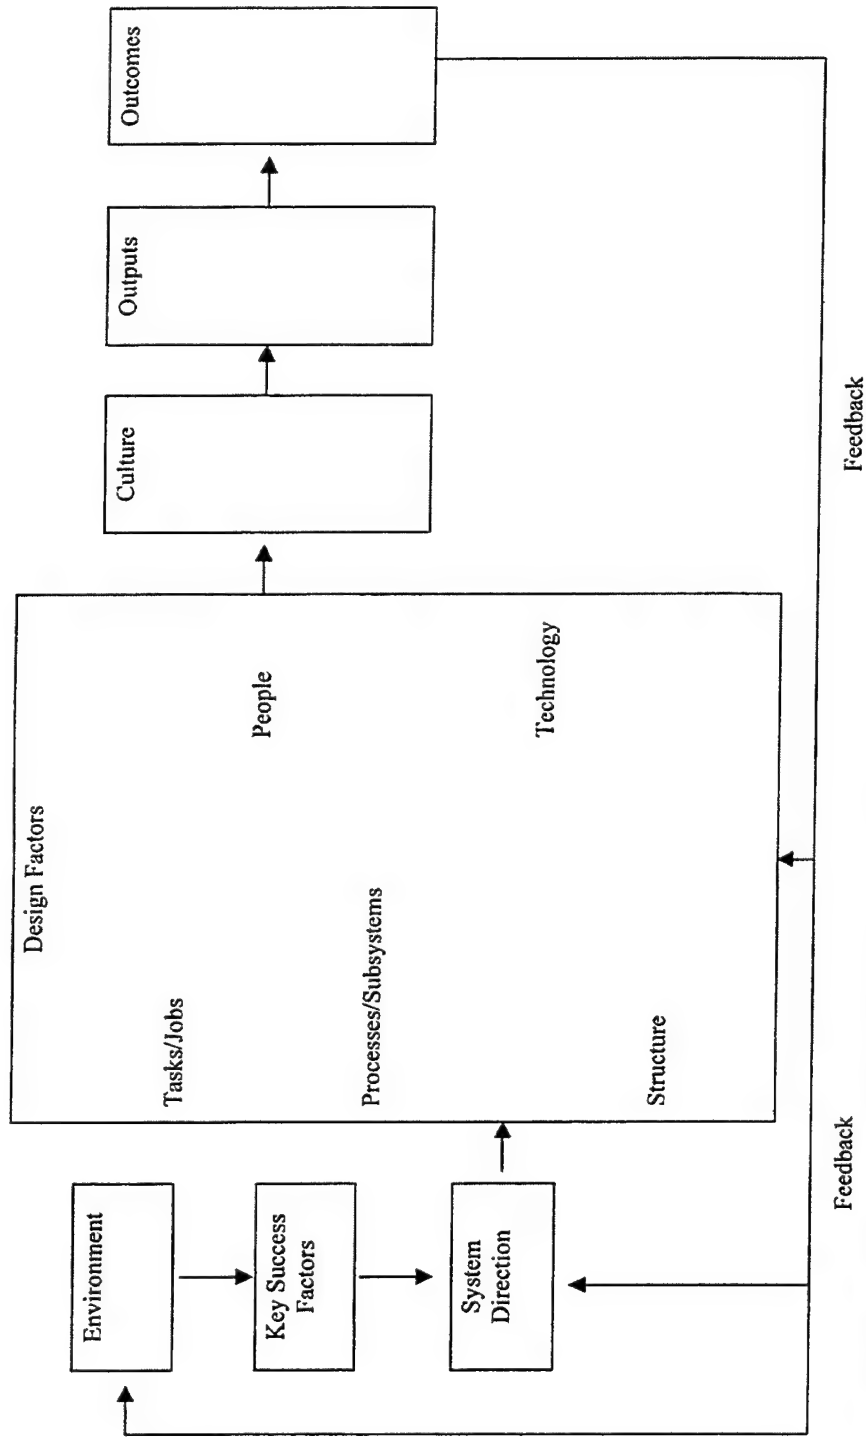 Environment
Key Success
Factors
System
Direction
Design Factors
Tasks/Jobs
People
Processes/Subsystems
Technology
Structure
Culture
Outputs
Outcomes
Feedback
Feedback